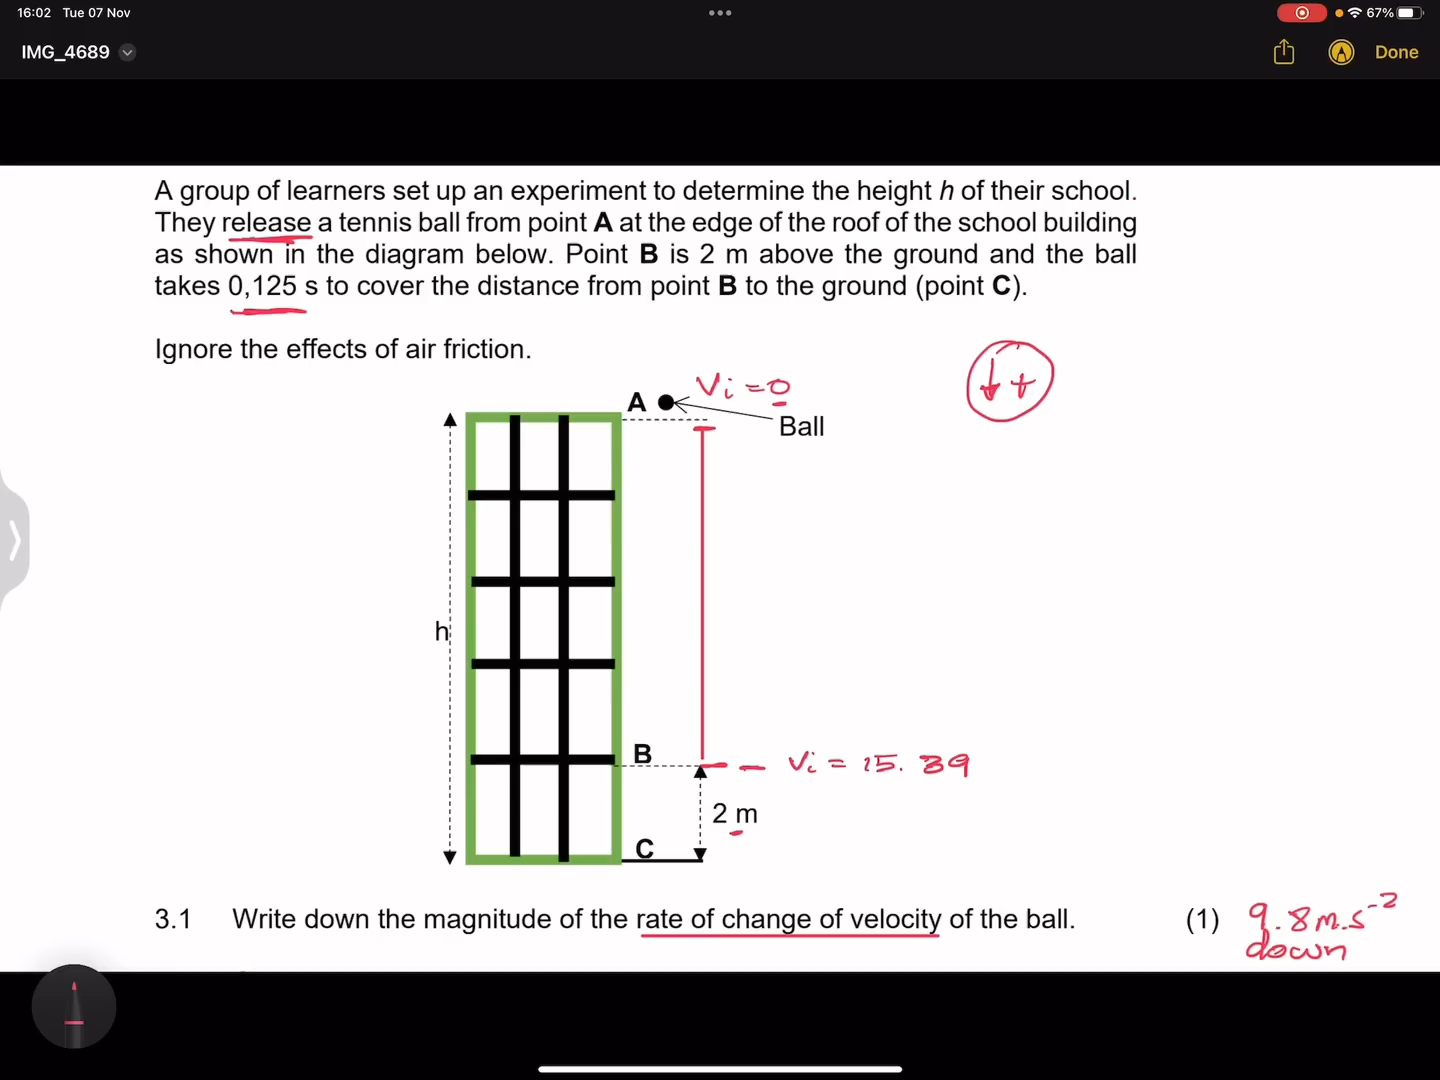 16:02 Tue 07 Nov
67%
IMG_4689
Done
A group of learners set up an experiment to determine the height h of their school.
They release a tennis ball from point A at the edge of the roof of the school building
as shown in the diagram below. Point B is 2 m above the ground and the ball
takes 0,125 s to cover the distance from point B to the ground (point C).
Ignore the effects of air friction.
Vi = 0
↓ +
A
Ball
h
B
Vi = 15.39
2 m
C
3.1 Write down the magnitude of the rate of change of velocity of the ball. (1) 9.8 m.s⁻²
down